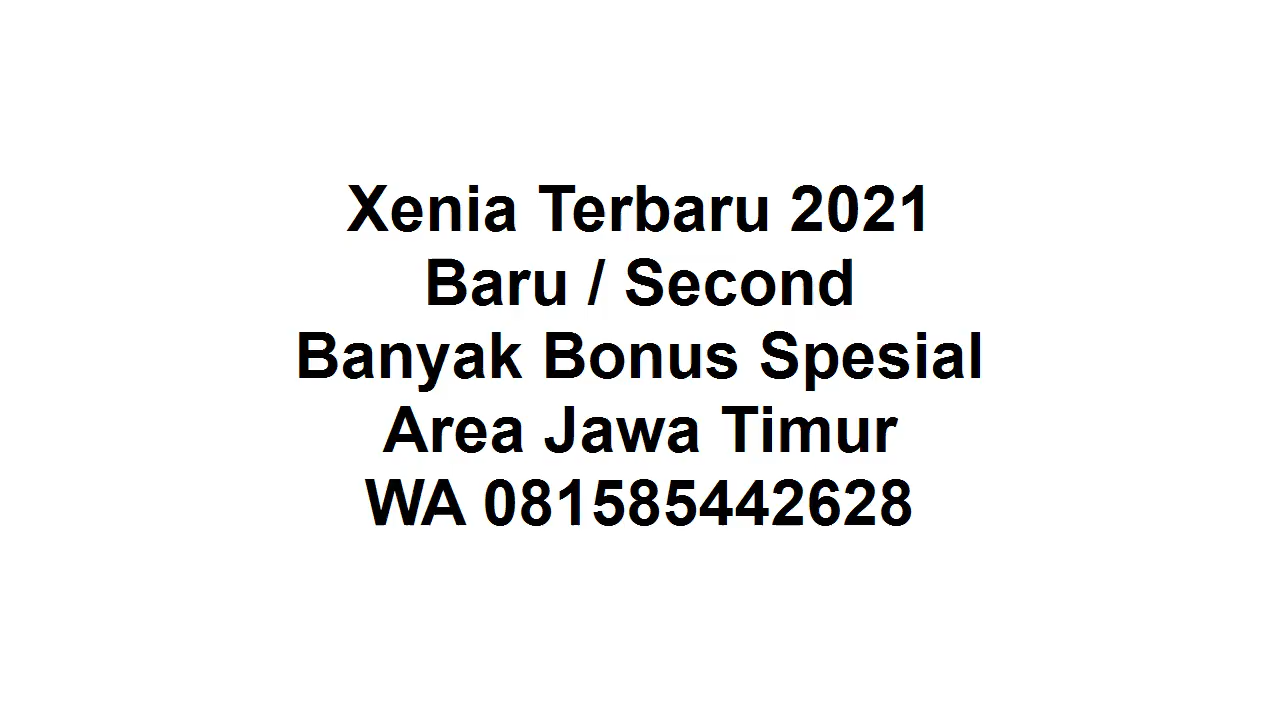 Xenia Terbaru 2021
Baru / Second
Banyak Bonus Spesial
Area Jawa Timur
WA 081585442628